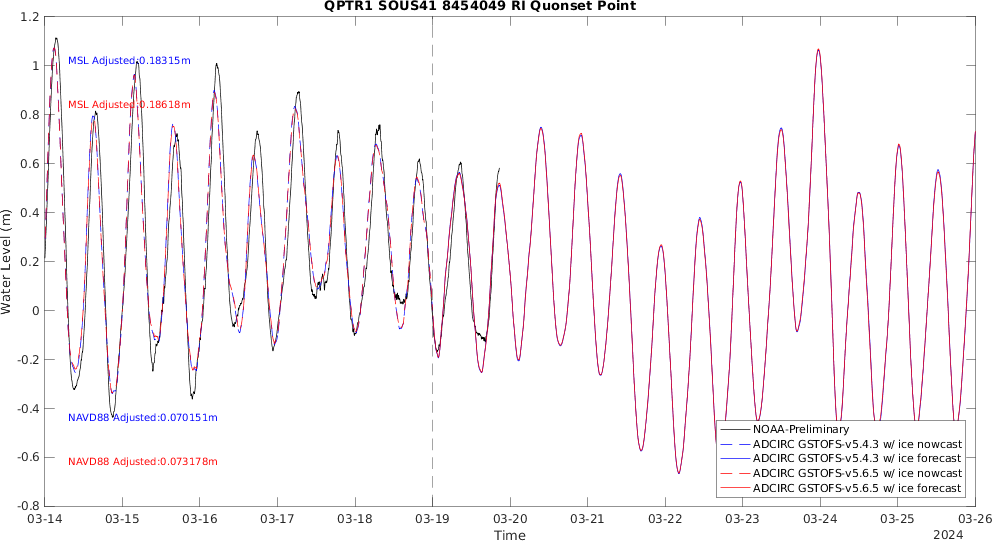 QPTR1 SOUS41 8454049 RI Quonset Point
1.2
1
0.8
0.6
0.4
0.2
0
-0.2
-0.4
-0.6
-0.8
Water Level (m)
MSL Adjusted:0.18315m
MSL Adjusted:0.18618m
NAVD88 Adjusted:0.070151m
NAVD88 Adjusted:0.073178m
NOAA-Preliminary
ADCIRC GSTOFS-v5.4.3 w/ ice nowcast
ADCIRC GSTOFS-v5.4.3 w/ ice forecast
ADCIRC GSTOFS-v5.6.5 w/ ice nowcast
ADCIRC GSTOFS-v5.6.5 w/ ice forecast
03-14 03-15 03-16 03-17 03-18 03-19 03-20 03-21 03-22 03-23 03-24 03-25 03-26
Time
2024